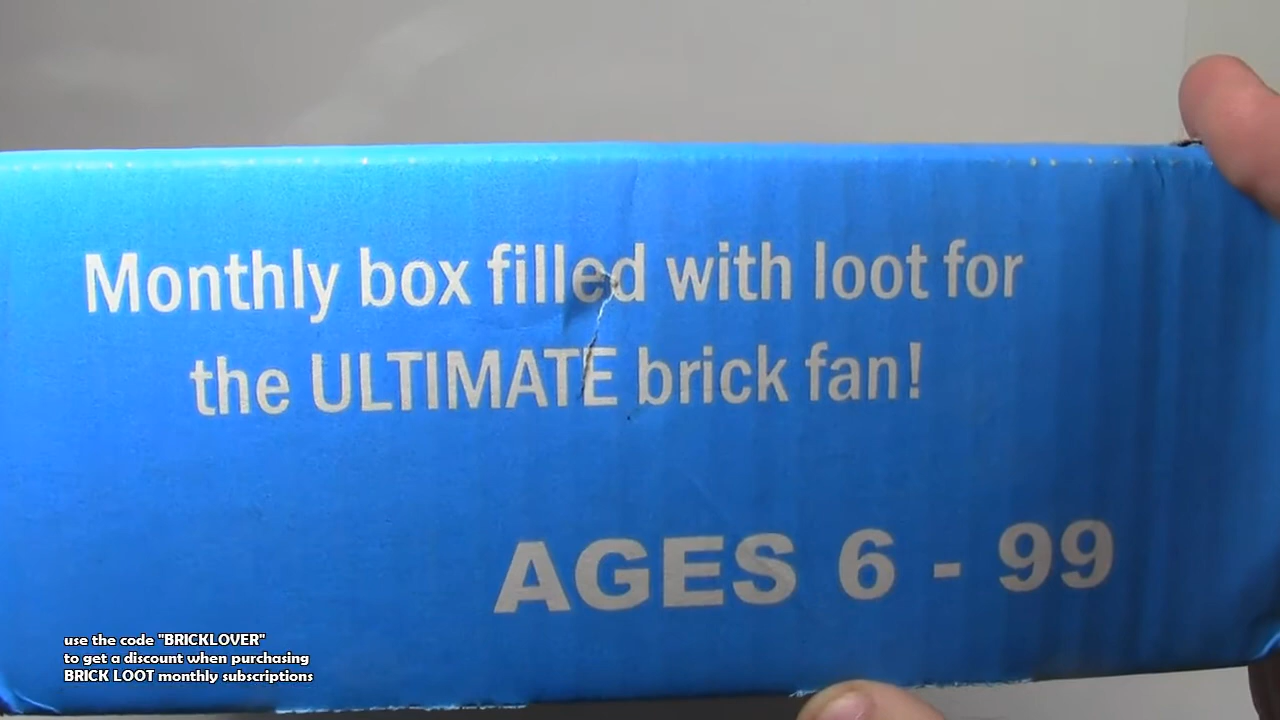 Monthly box filled with loot for
the ULTIMATE brick fan!
AGES 6 - 99
use the code "BRICKLOVER"
to get a discount when purchasing
BRICK LOOT monthly subscriptions